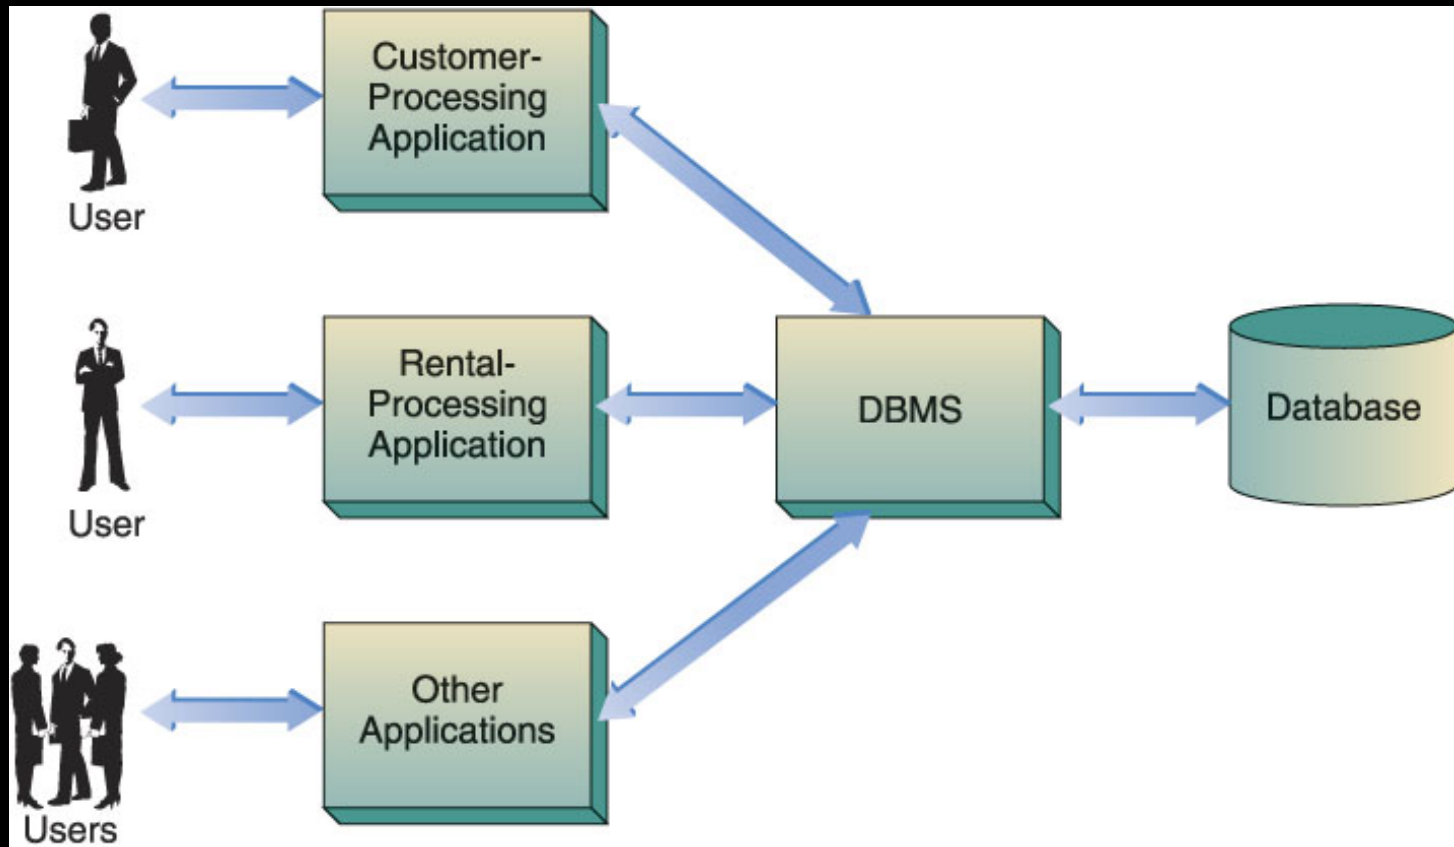 User
Customer-
Processing
Application
User
Rental-
Processing
Application
DBMS
Database
Users
Other
Applications